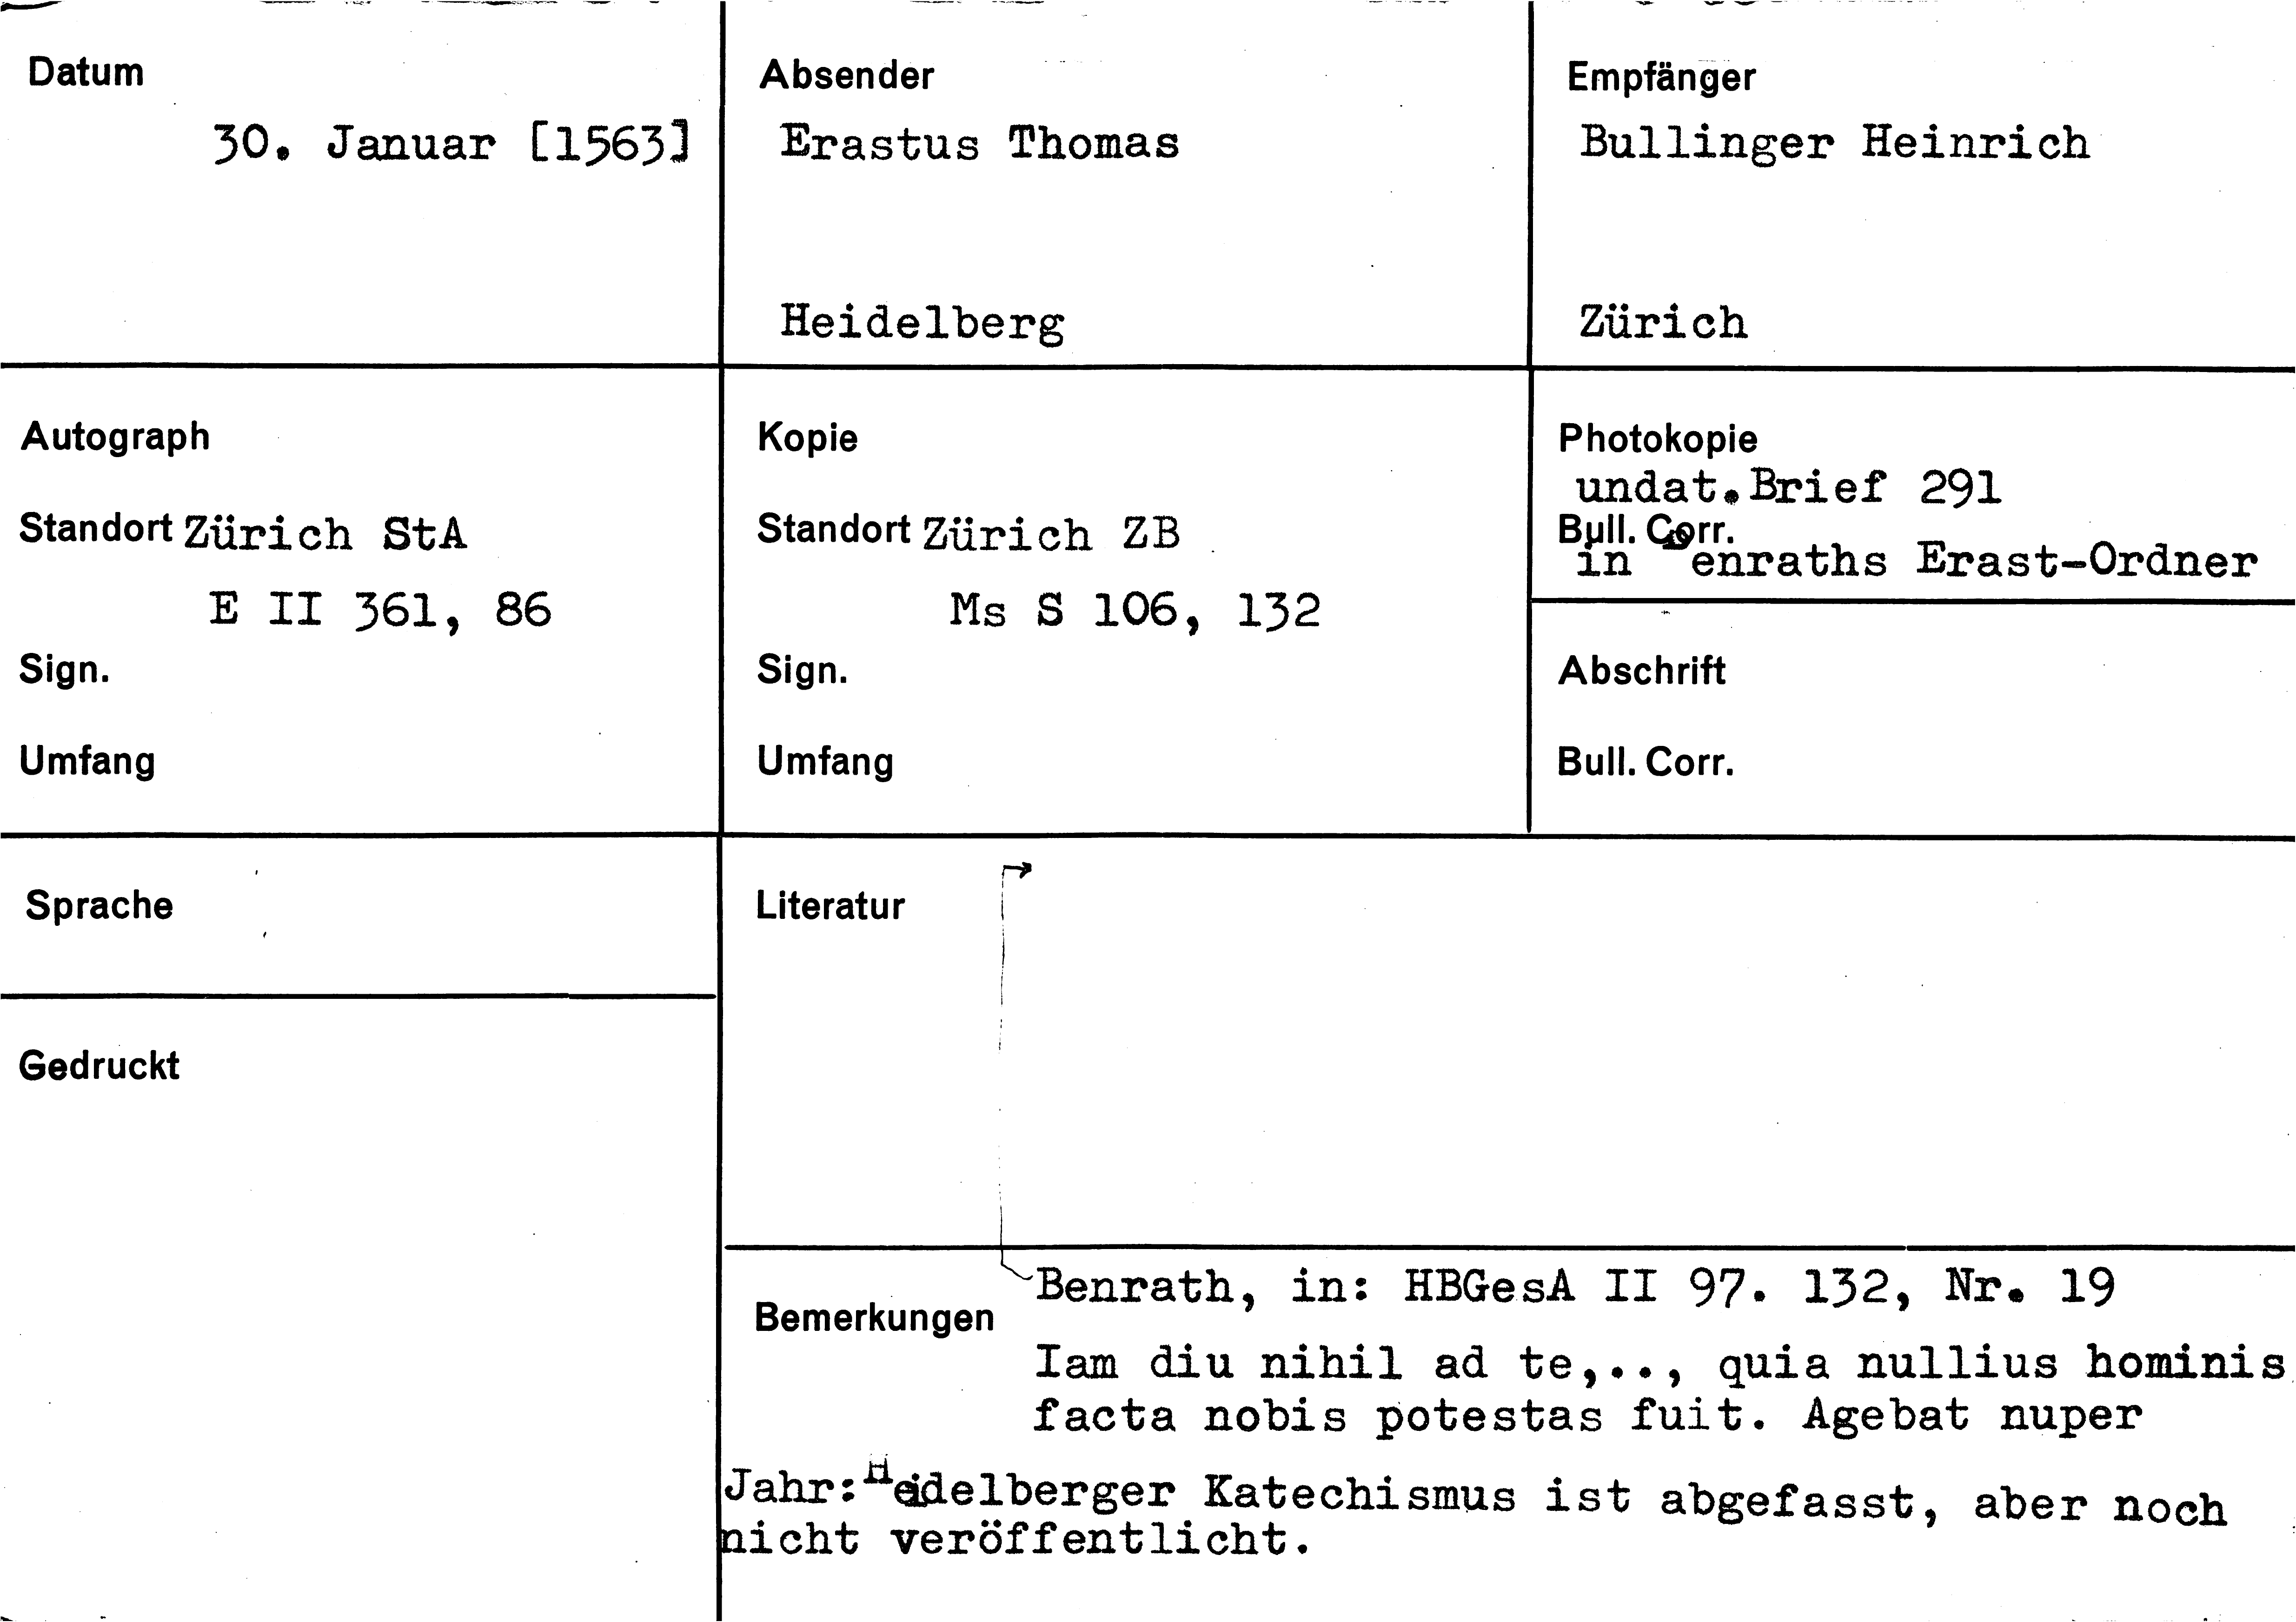 Datum
30. Januar [1563]
Absender
Erastus Thomas
Heidelberg
Empfänger
Bullinger Heinrich
Zürich
Autograph
Standort Zürich StA
E II 361, 86
Sign.
Umfang
Kopie
Standort Zürich ZB
Ms S 106, 132
Sign.
Umfang
Photokopie
undat.Brief 291
Bull. Corr.
in Benraths Erast-Ordner
Abschrift
Bull. Corr.
Sprache
Gedruckt
Literatur
Benrath, in: HBGesA II 97. 132, Nr. 19
Bemerkungen
Iam diu nihil ad te,.., quia nullius hominis
facta nobis potestas fuit. Agebat nuper
Jahr: Heidelberger Katechismus ist abgefasst, aber noch
nicht veröffentlicht.